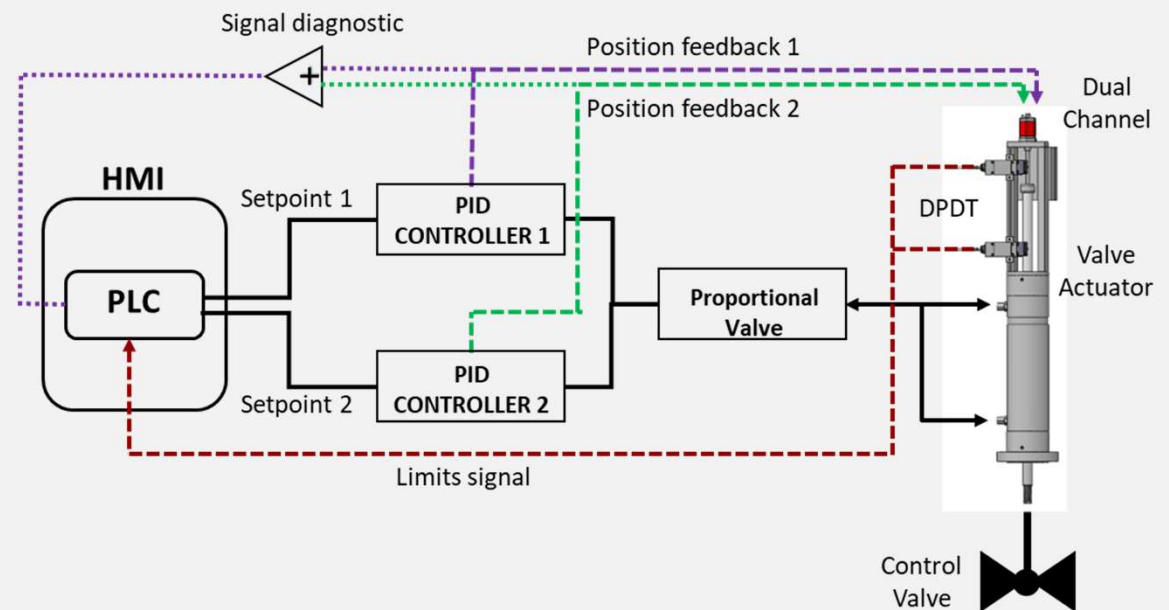 Signal diagnostic
+
Position feedback 1
Position feedback 2
Dual
Channel
HMI
Setpoint 1
PID
CONTROLLER 1
DPDT
PLC
Proportional
Valve
Valve
Actuator
Setpoint 2
PID
CONTROLLER 2
Limits signal
Control
Valve